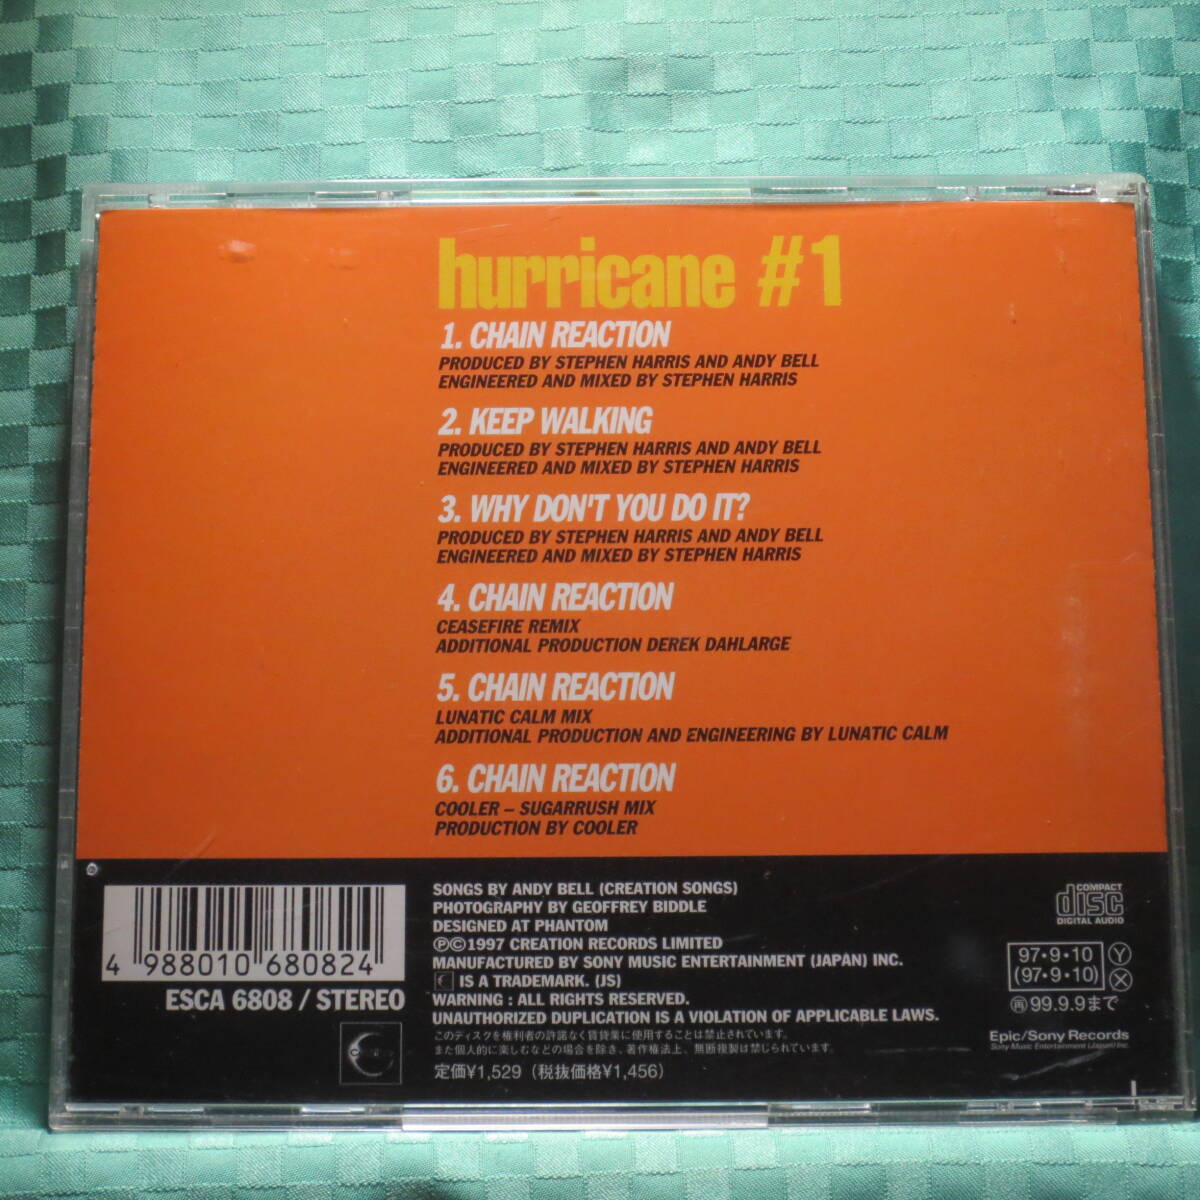 hurricane #1
1. CHAIN REACTION
PRODUCED BY STEPHEN HARRIS AND ANDY BELL
ENGINEERED AND MIXED BY STEPHEN HARRIS
2. KEEP WALKING
PRODUCED BY STEPHEN HARRIS AND ANDY BELL
ENGINEERED AND MIXED BY STEPHEN HARRIS
3. WHY DON'T YOU DO IT?
PRODUCED BY STEPHEN HARRIS AND ANDY BELL
ENGINEERED AND MIXED BY STEPHEN HARRIS
4. CHAIN REACTION
CEASEFIRE REMIX
ADDITIONAL PRODUCTION DEREK DAHLARGE
5. CHAIN REACTION
LUNATIC CALM MIX
ADDITIONAL PRODUCTION AND ENGINEERING BY LUNATIC CALM
6. CHAIN REACTION
COOLER – SUGARRUSH MIX
PRODUCTION BY COOLER
4 988010 680824
ESCA 6808 / STEREO
SONGS BY ANDY BELL (CREATION SONGS)
PHOTOGRAPHY BY GEOFFREY BIDDLE
DESIGNED AT PHANTOM
ⓅⒸ1997 CREATION RECORDS LIMITED
MANUFACTURED BY SONY MUSIC ENTERTAINMENT (JAPAN) INC.
IS A TRADEMARK. (JS)
WARNING : ALL RIGHTS RESERVED.
UNAUTHORIZED DUPLICATION IS A VIOLATION OF APPLICABLE LAWS.
このディスクを権利者の許諾なく賃貸業に使用することは禁止されています。
また個人的に楽しむなどの場合を除き、著作権法上、無断複製は禁じられています。
定価¥1,529（税抜価格¥1,456）
COMPACT
disc
DIGITAL AUDIO
97・9・10 Ⓨ
(97・9・10) Ⓧ
㊞99.9.9まで
Epic/Sony Records
Sony Music Entertainment (Japan) Inc.